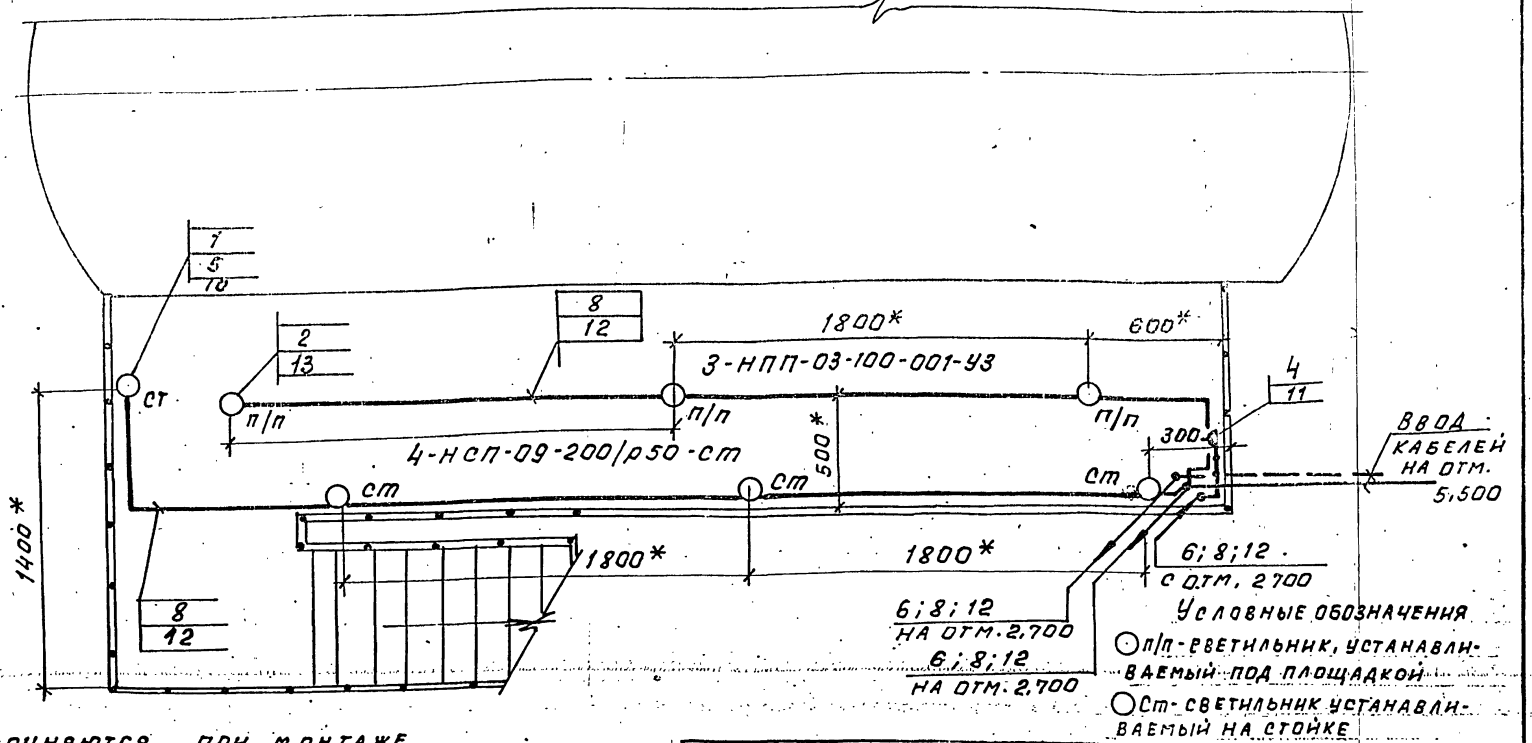 1
5
10
2
13
8
12
1800*
600*
3-НПП-03-100-001-У3
4
11
ст
п/п
п/п
п/п
4-НСП-09-200/р50-ст
500*
300
ВВОД
КАБЕЛЕЙ
НА ОТМ.
5,500
ст
ст
ст
1400*
1800*
1800*
8
12
6; 8; 12
С ОТМ. 2700
6; 8; 12
НА ОТМ. 2,700
6; 8; 12
НА ОТМ. 2,700
УСЛОВНЫЕ ОБОЗНАЧЕНИЯ
П/П-СВЕТИЛЬНИК, УСТАНАВЛИ-
ВАЕМЫЙ ПОД ПЛОЩАДКОЙ
Ст- СВЕТИЛЬНИК УСТАНАВЛИ-
ВАЕМЫЙ НА СТОЙКЕ
ПРИ МОНТАЖЕ